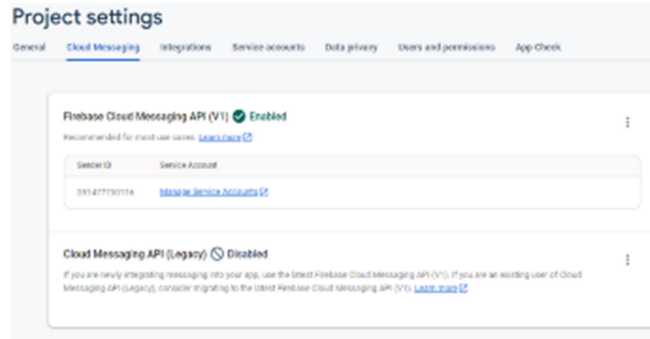 Project settings
General Cloud Messaging Integrations Service accounts Data privacy Users and permissions App Check
Firebase Cloud Messaging API (V1) Enabled
Recommended for most use cases. Learn more
Sender ID Service Account
Manage Service Accounts
Cloud Messaging API (Legacy) Disabled
If you are newly integrating messaging into your app, use the latest Firebase Cloud Messaging API (V1). If you are an existing user of Cloud
Messaging API (Legacy), consider migrating to the latest Firebase Cloud Messaging API (V1). Learn more